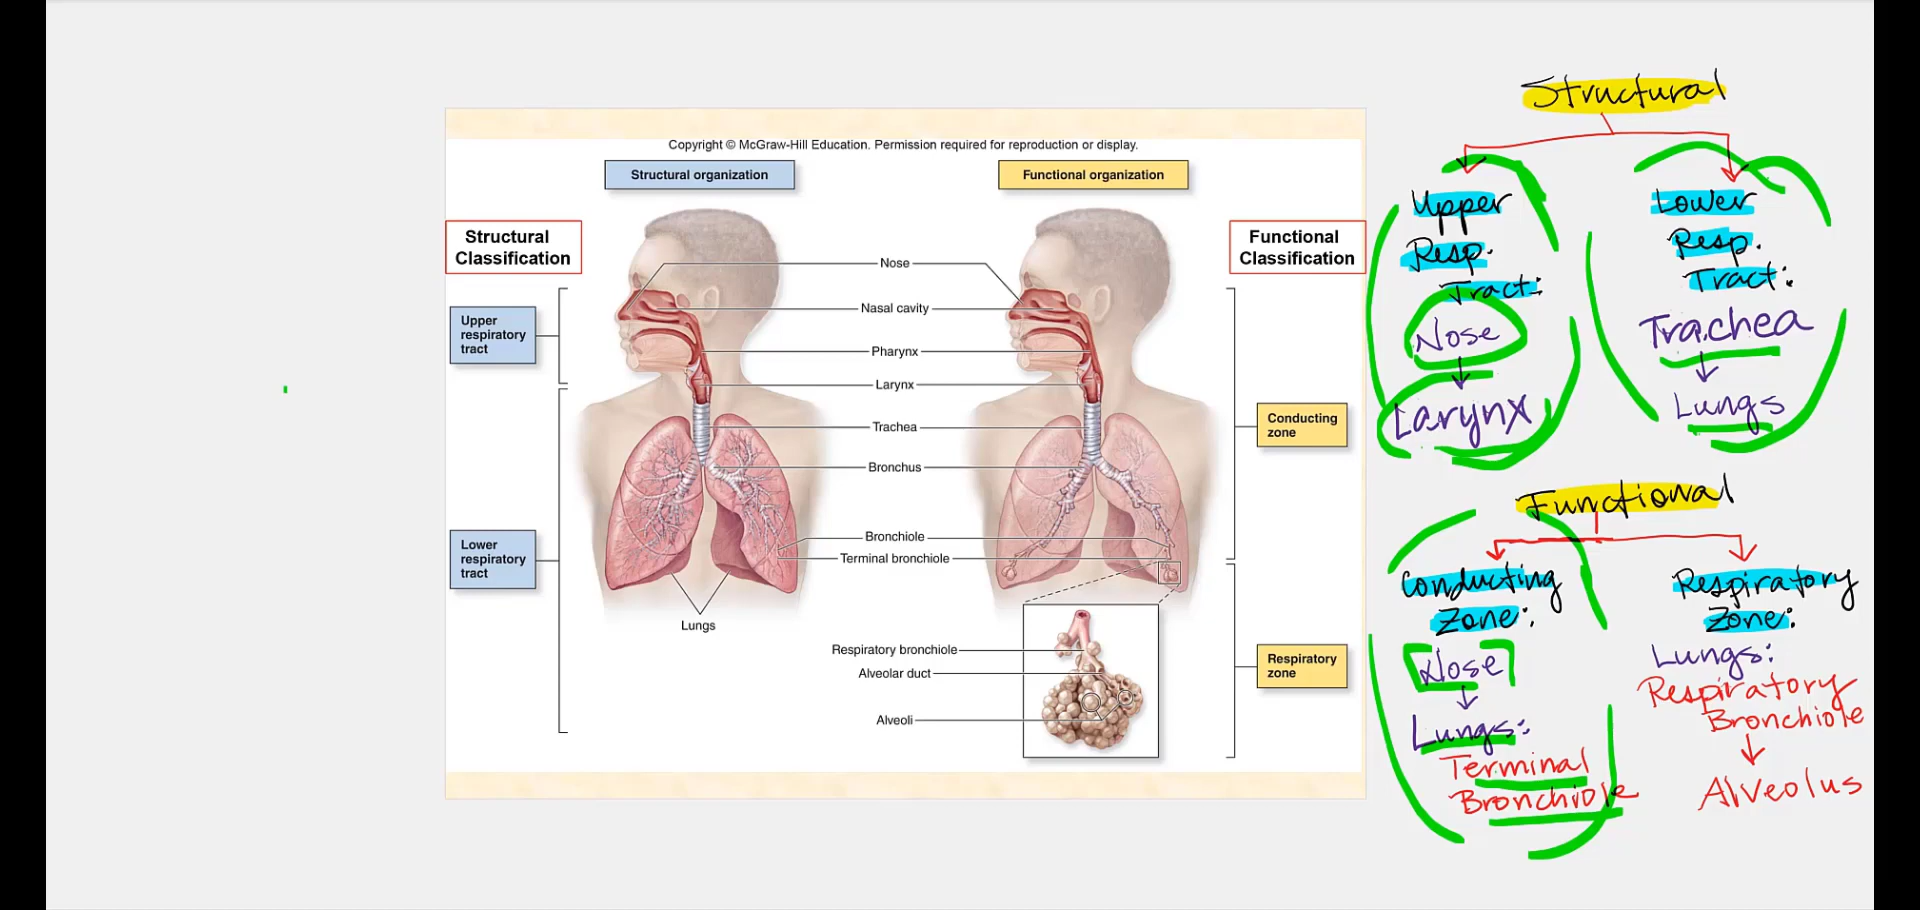 Copyright © McGraw-Hill Education. Permission required for reproduction or display.
Structural organization
Functional organization
Structural
Classification
Functional
Classification
Upper
respiratory
tract
Lower
respiratory
tract
Nose
Nasal cavity
Pharynx
Larynx
Trachea
Bronchus
Bronchiole
Terminal bronchiole
Lungs
Respiratory bronchiole
Alveolar duct
Alveoli
Conducting
zone
Respiratory
zone
Structural
Upper
Resp.
Tract:
Nose
Larynx
Lower
Resp.
Tract:
Trachea
Lungs
Functional
Conducting
Zone:
Nose
Lungs:
Terminal
Bronchiole
Respiratory
Zone:
Lungs:
Respiratory
Bronchiole
Alveolus